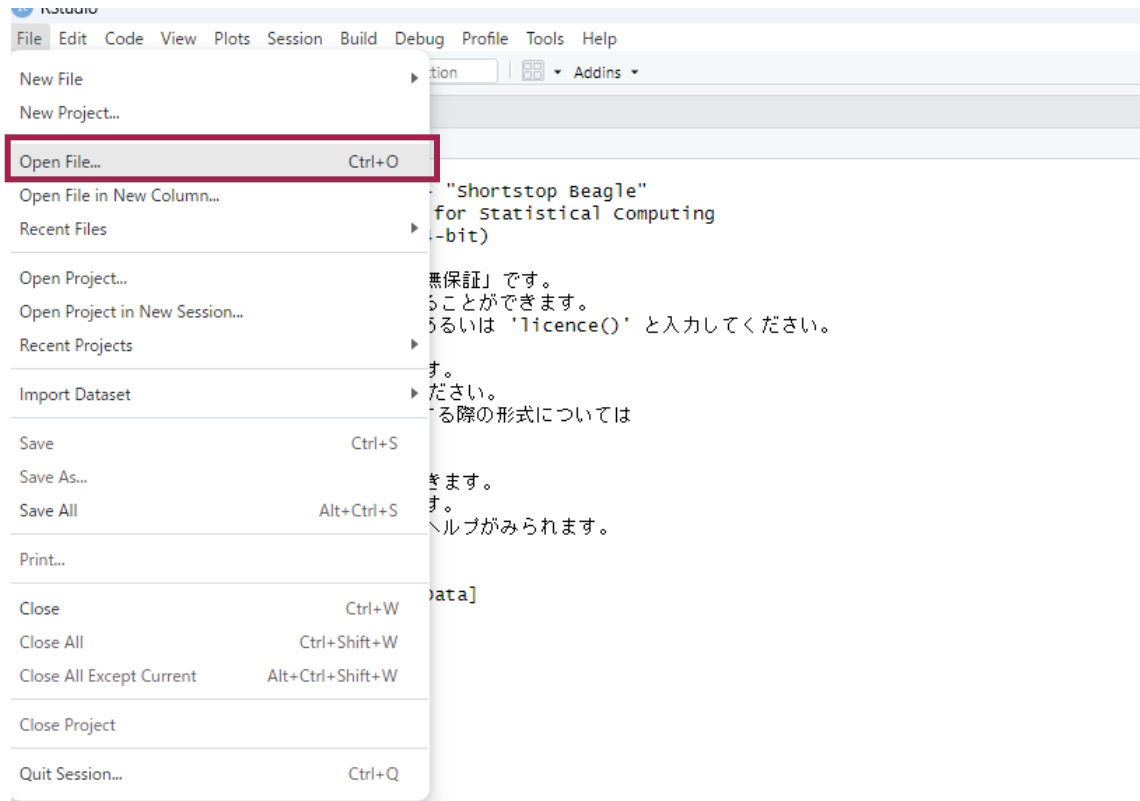 RStudio
File Edit Code View Plots Session Build Debug Profile Tools Help
Addins
New File
New Project...
Open File... Ctrl+O
Open File in New Column...
Recent Files
Open Project...
Open Project in New Session...
Recent Projects
Import Dataset
Save Ctrl+S
Save As...
Save All Alt+Ctrl+S
Print...
Close Ctrl+W
Close All Ctrl+Shift+W
Close All Except Current Alt+Ctrl+Shift+W
Close Project
Quit Session... Ctrl+Q
"Shortstop Beagle"
for Statistical Computing
-bit)
無保証」です。
ることができます。
あるいは 'licence()' と入力してください。
す。
ださい。
する際の形式については
きます。
す。
ヘルプがみられます。
Data]